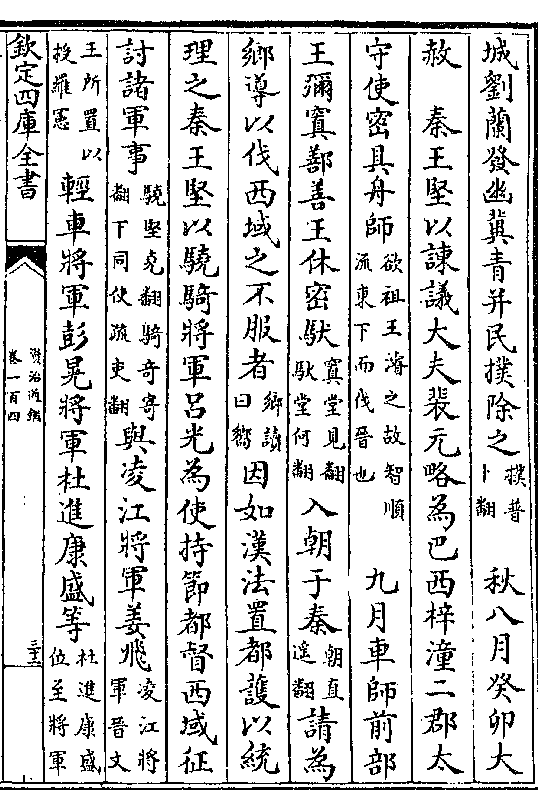 城劉蘭發幽冀青并民撲除之撲普卜翻　秋八月癸卯大
赦　秦王堅以諫議大夫裴元略為巴西梓潼二郡太
守使密具舟師欲祖王濬之故智順流東下而伐晉也　九月車師前部
王彌窴鄯善王休密馱窴堂見翻馱堂何翻入朝于秦朝直遥翻請為
鄉導以伐西域之不服者鄉讀曰嚮因如漢法置都護以統
理之秦王堅以驍騎將軍呂光為使持節都督西域征
討諸軍事驍堅堯翻騎奇寄翻下同使疏吏翻與凌江將軍姜飛凌江將軍晉文
王所置以授羅憲輕車將軍彭晃將軍杜進康盛等杜進康盛位至將軍
欽定四庫全書
資治通鑑
卷一百四
三十三